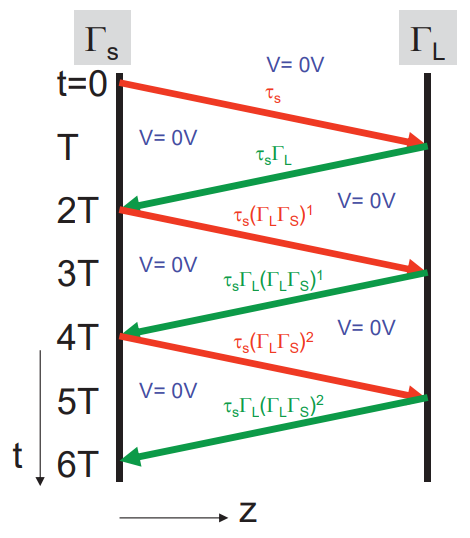 Γs ΓL
t=0 V= 0V
τs
T V= 0V
τsΓL
2T V= 0V
τs(ΓLΓS)¹
3T V= 0V
τsΓL(ΓLΓS)¹
4T V= 0V
τs(ΓLΓS)²
5T V= 0V
τsΓL(ΓLΓS)²
t 6T
z